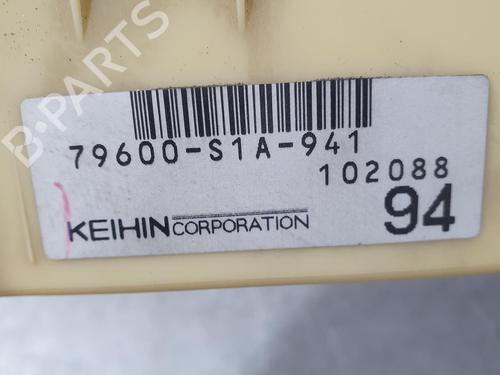 B-PARTS
79600-S1A-941
102088
94
KEIHIN CORPORATION